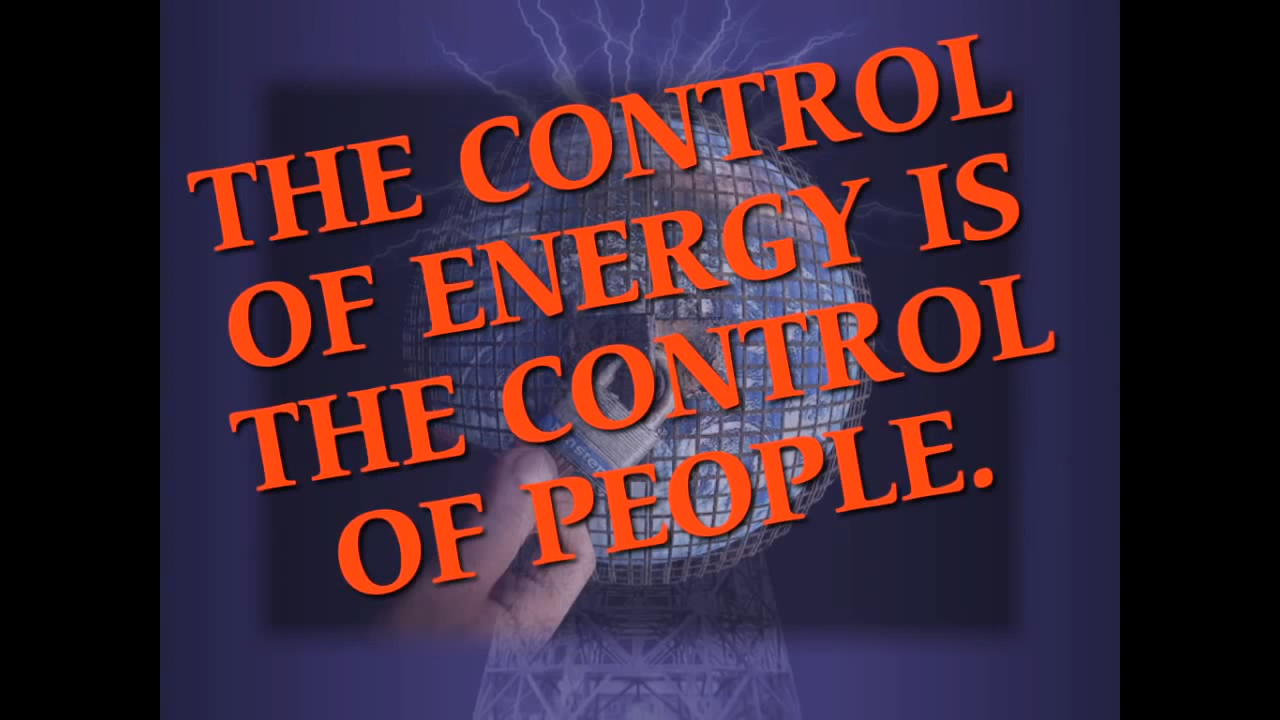 THE CONTROL
OF ENERGY IS
THE CONTROL
OF PEOPLE.